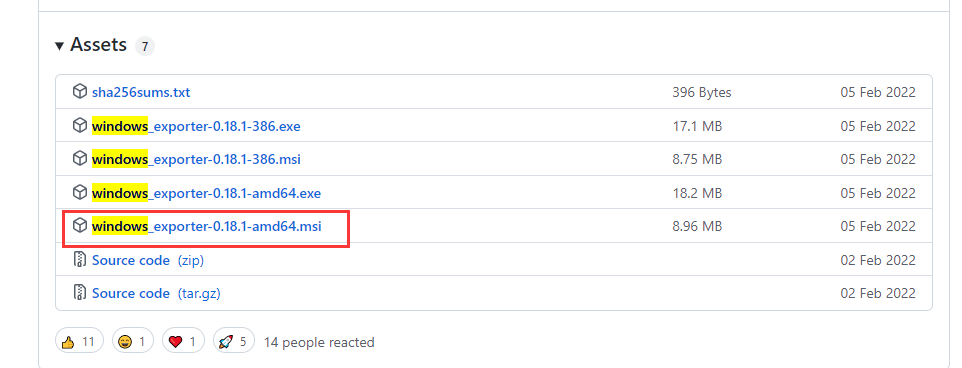 Assets 7
sha256sums.txt 396 Bytes 05 Feb 2022
windows_exporter-0.18.1-386.exe 17.1 MB 05 Feb 2022
windows_exporter-0.18.1-386.msi 8.75 MB 05 Feb 2022
windows_exporter-0.18.1-amd64.exe 18.2 MB 05 Feb 2022
windows_exporter-0.18.1-amd64.msi 8.96 MB 05 Feb 2022
Source code (zip) 02 Feb 2022
Source code (tar.gz) 02 Feb 2022
11 1 1 5 14 people reacted